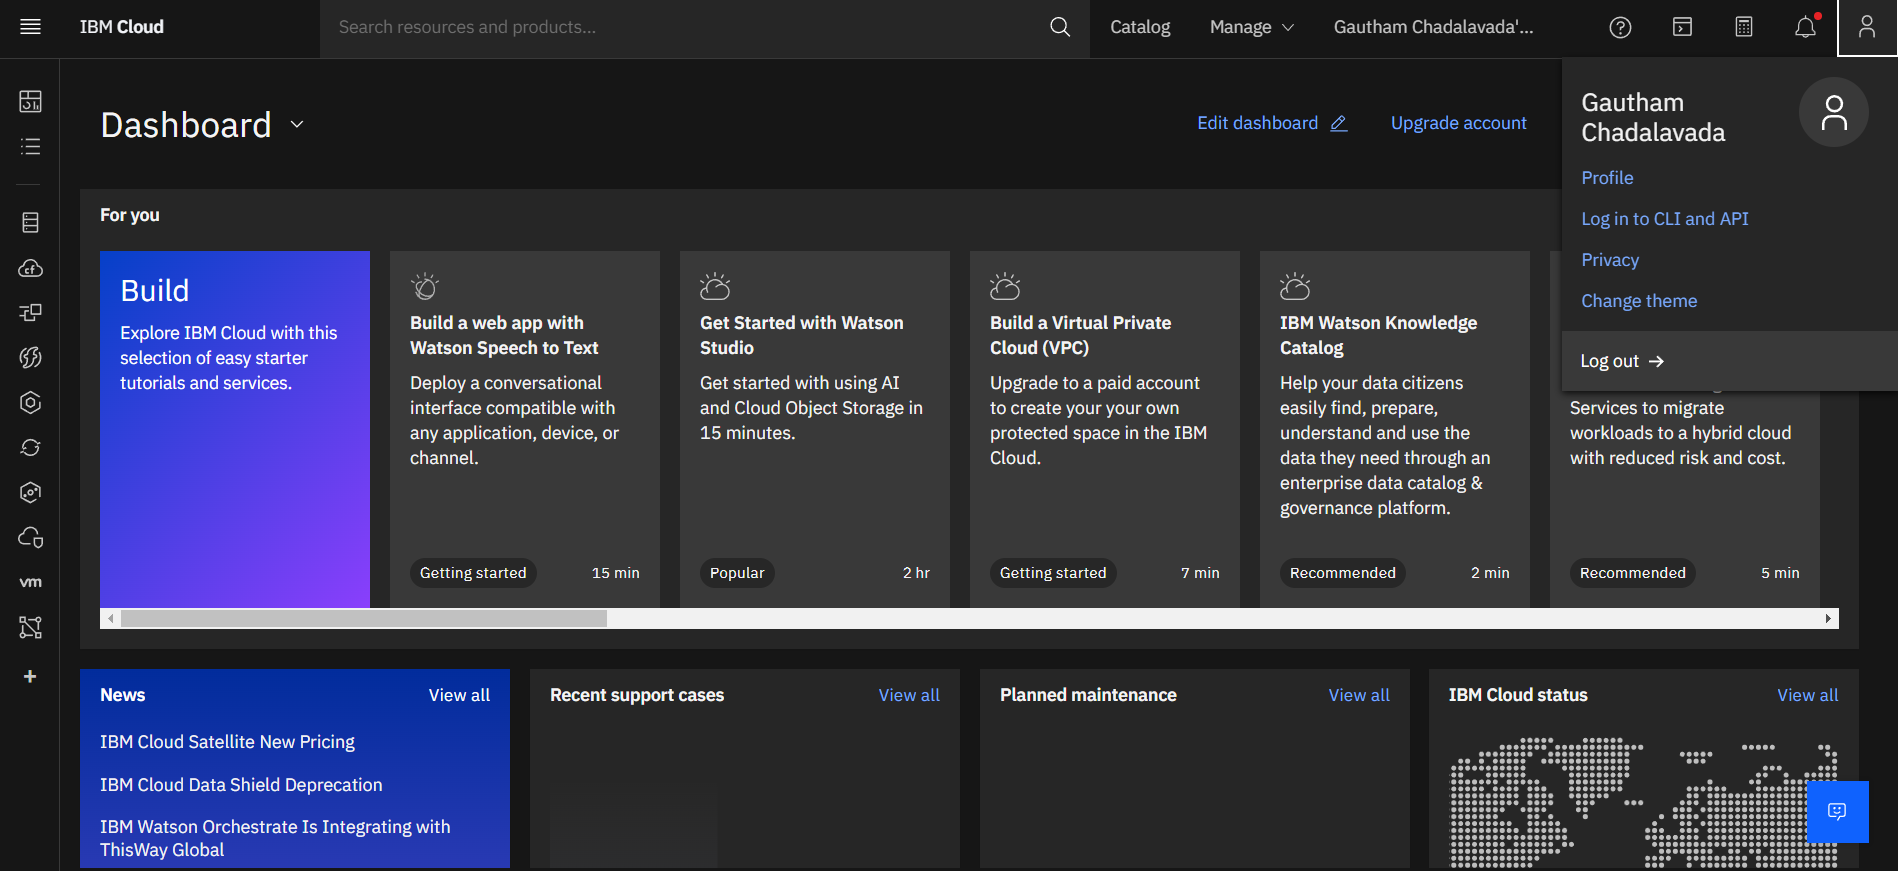 IBM Cloud
Search resources and products...
Catalog
Manage
Gautham Chadalavada'...
Gautham
Chadalavada
Profile
Log in to CLI and API
Privacy
Change theme
Log out →
Dashboard
Edit dashboard
Upgrade account
For you
Build
Explore IBM Cloud with this
selection of easy starter
tutorials and services.
Build a web app with
Watson Speech to Text
Deploy a conversational
interface compatible with
any application, device, or
channel.
Getting started
15 min
Get Started with Watson
Studio
Get started with using AI
and Cloud Object Storage in
15 minutes.
Popular
2 hr
Build a Virtual Private
Cloud (VPC)
Upgrade to a paid account
to create your your own
protected space in the IBM
Cloud.
Getting started
7 min
IBM Watson Knowledge
Catalog
Help your data citizens
easily find, prepare,
understand and use the
data they need through an
enterprise data catalog &
governance platform.
Recommended
2 min
Services to migrate
workloads to a hybrid cloud
with reduced risk and cost.
Recommended
5 min
cf
vm
News
View all
IBM Cloud Satellite New Pricing
IBM Cloud Data Shield Deprecation
IBM Watson Orchestrate Is Integrating with
ThisWay Global
Recent support cases
View all
Planned maintenance
View all
IBM Cloud status
View all